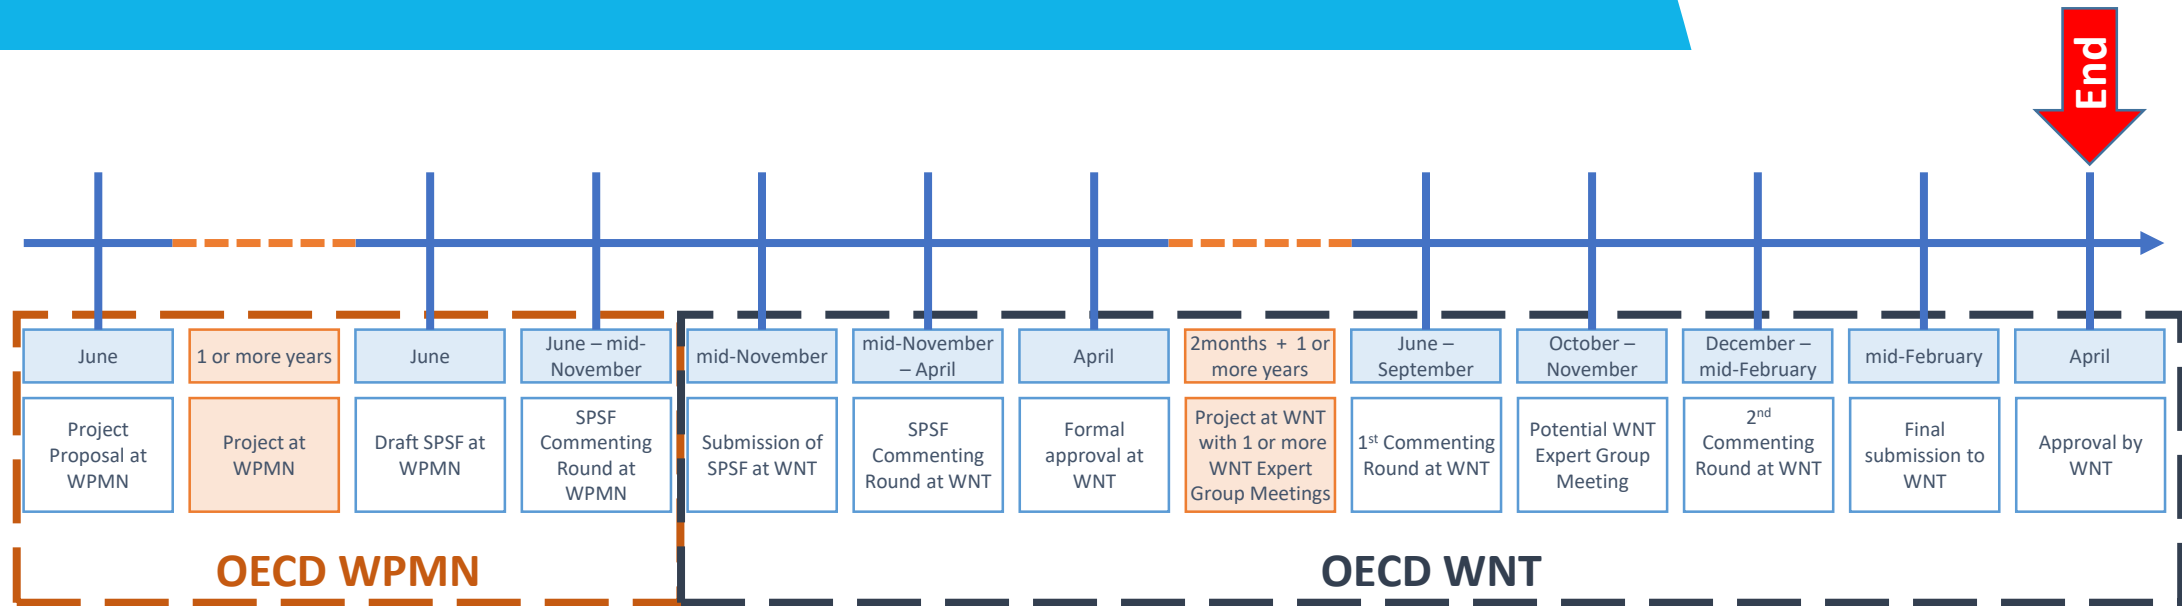 End
June
1 or more years
June
June – mid-
November
mid-November
mid-November
– April
April
2months + 1 or
more years
June –
September
October –
November
December –
mid-February
mid-February
April
Project
Proposal at
WPMN
Project at
WPMN
Draft SPSF at
WPMN
SPSF
Commenting
Round at
WPMN
Submission of
SPSF at WNT
SPSF
Commenting
Round at WNT
Formal
approval at
WNT
Project at WNT
with 1 or more
WNT Expert
Group Meetings
1st Commenting
Round at WNT
Potential WNT
Expert Group
Meeting
2nd
Commenting
Round at WNT
Final
submission to
WNT
Approval by
WNT
OECD WPMN
OECD WNT